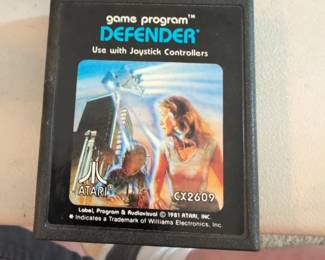 game program™
DEFENDER*
Use with Joystick Controllers
ATARI®
CX2609
Label, Program & Audiovisual © 1981 ATARI, INC.
* Indicates a Trademark of Williams Electronics, Inc.